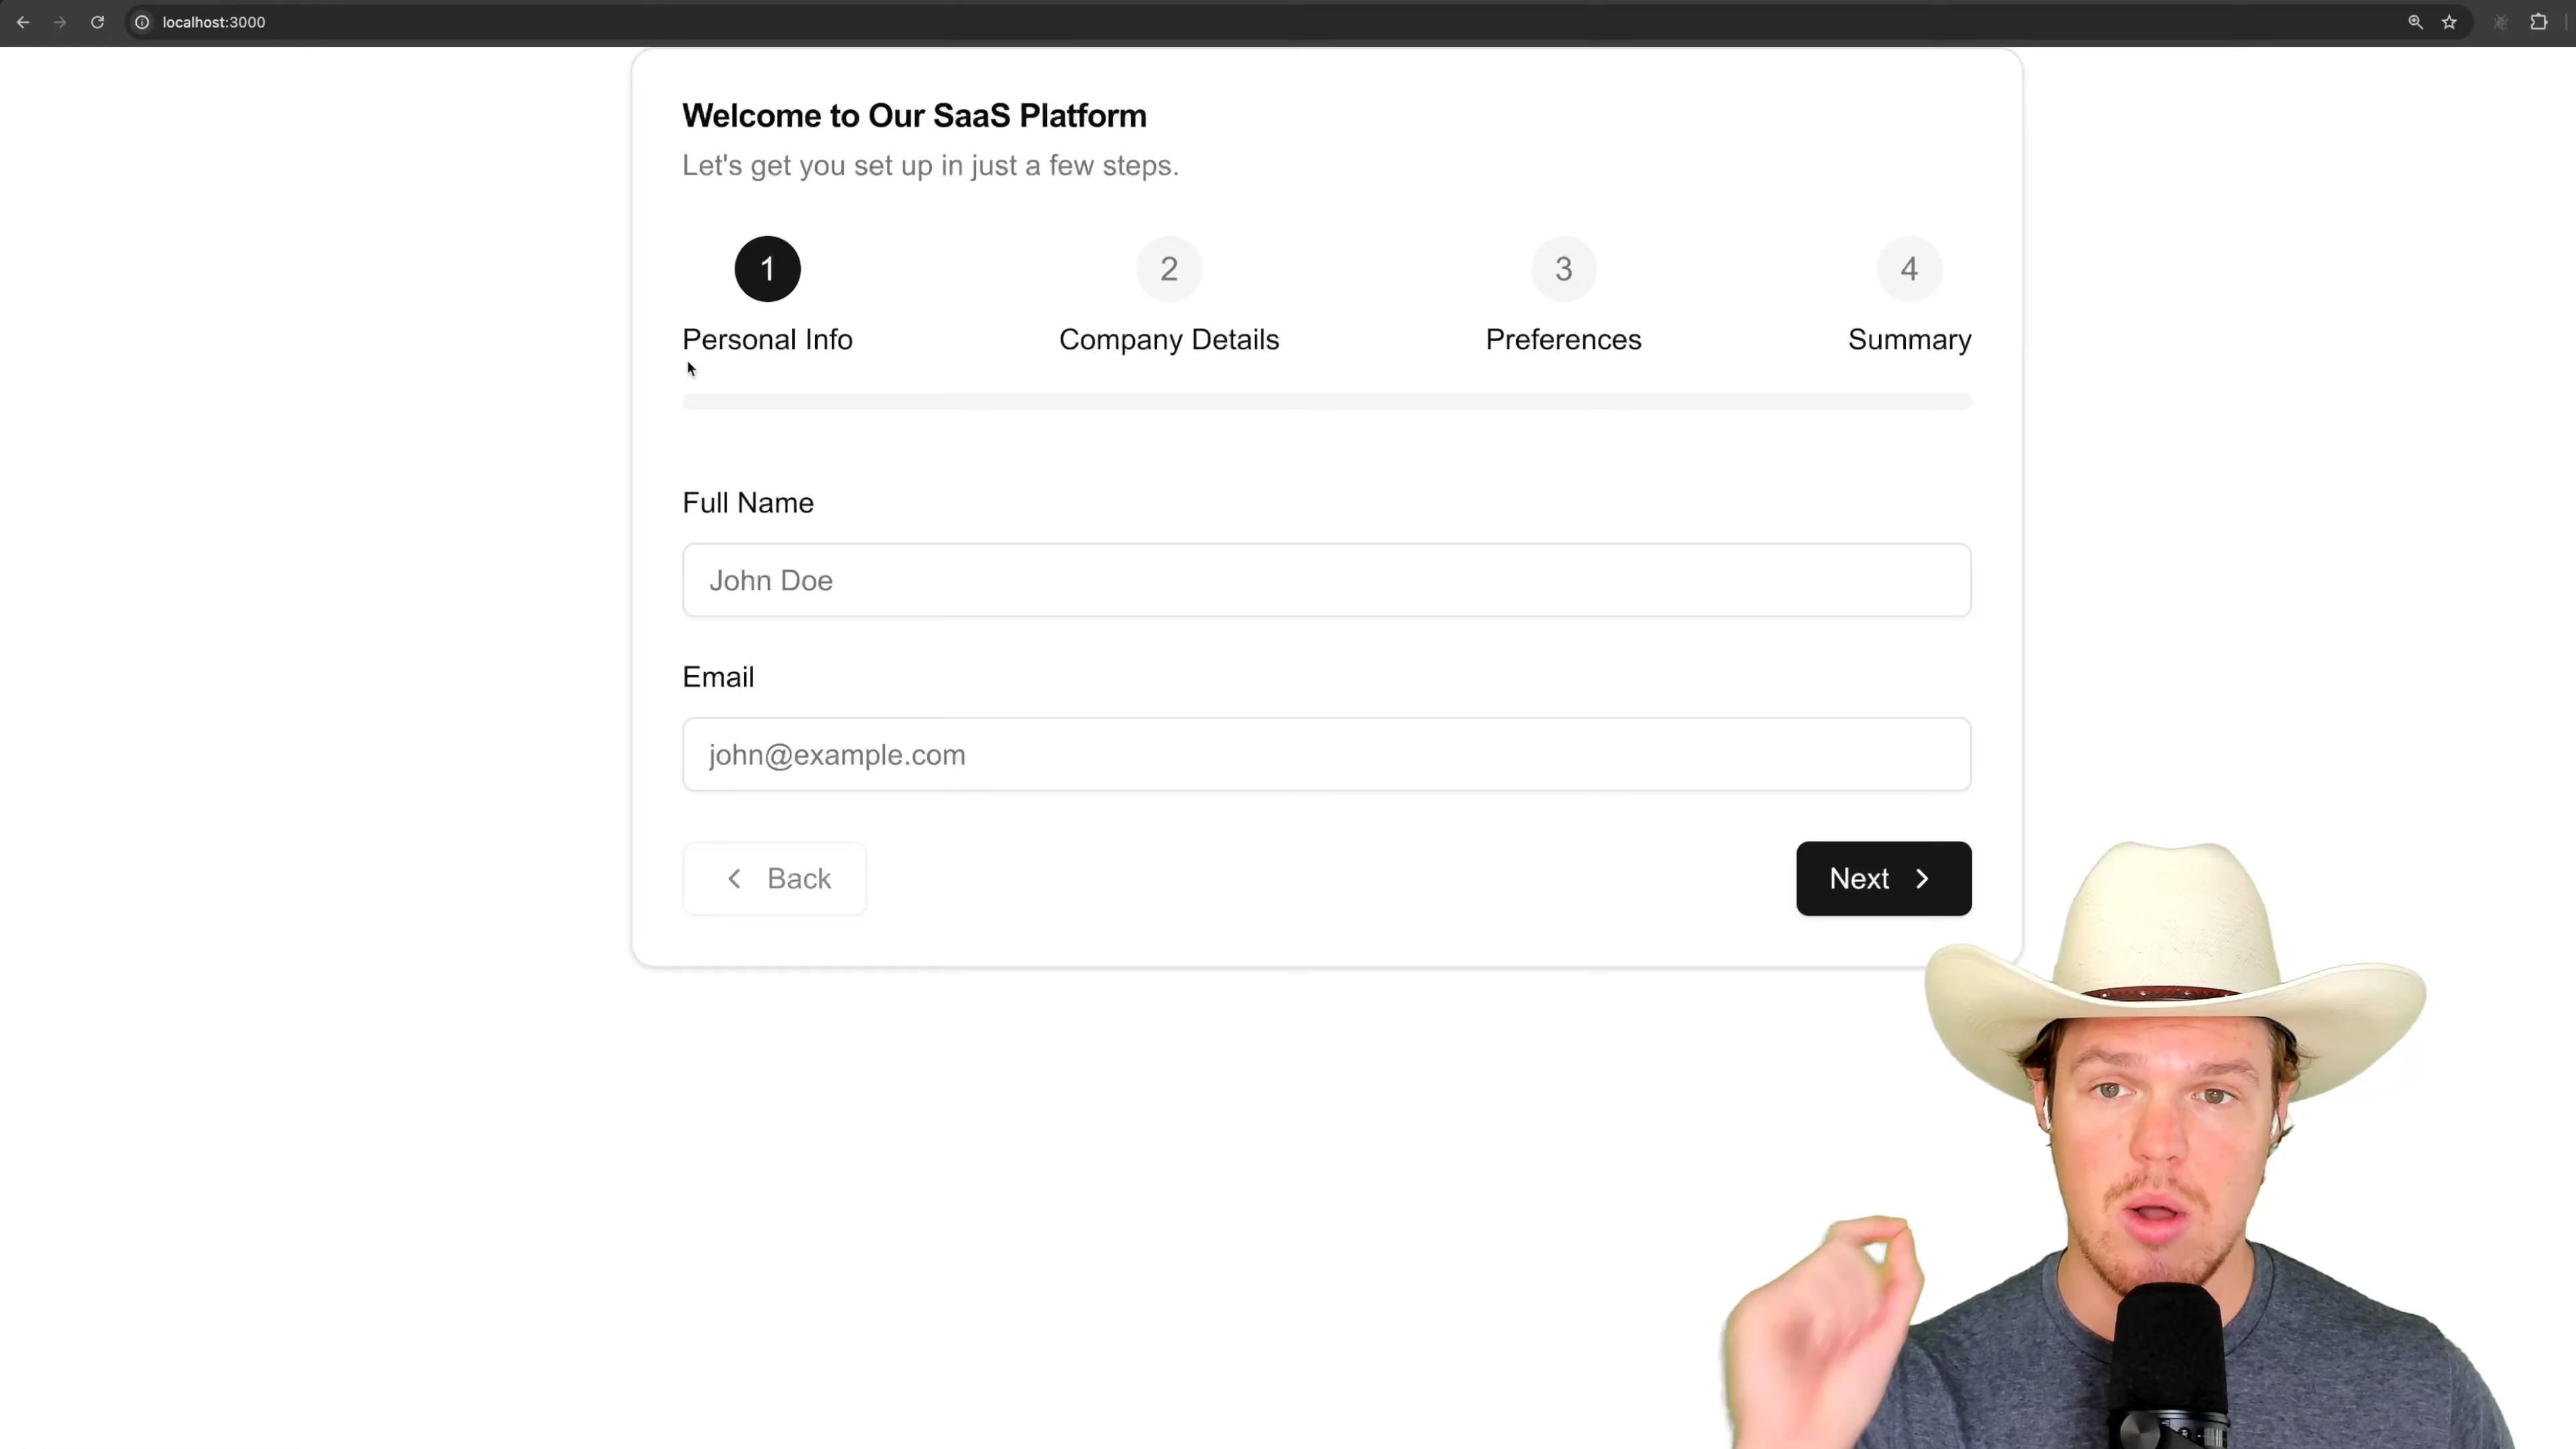 localhost:3000
Welcome to Our SaaS Platform
Let's get you set up in just a few steps.
1 2 3 4
Personal Info Company Details Preferences Summary
Full Name
John Doe
Email
john@example.com
Back Next